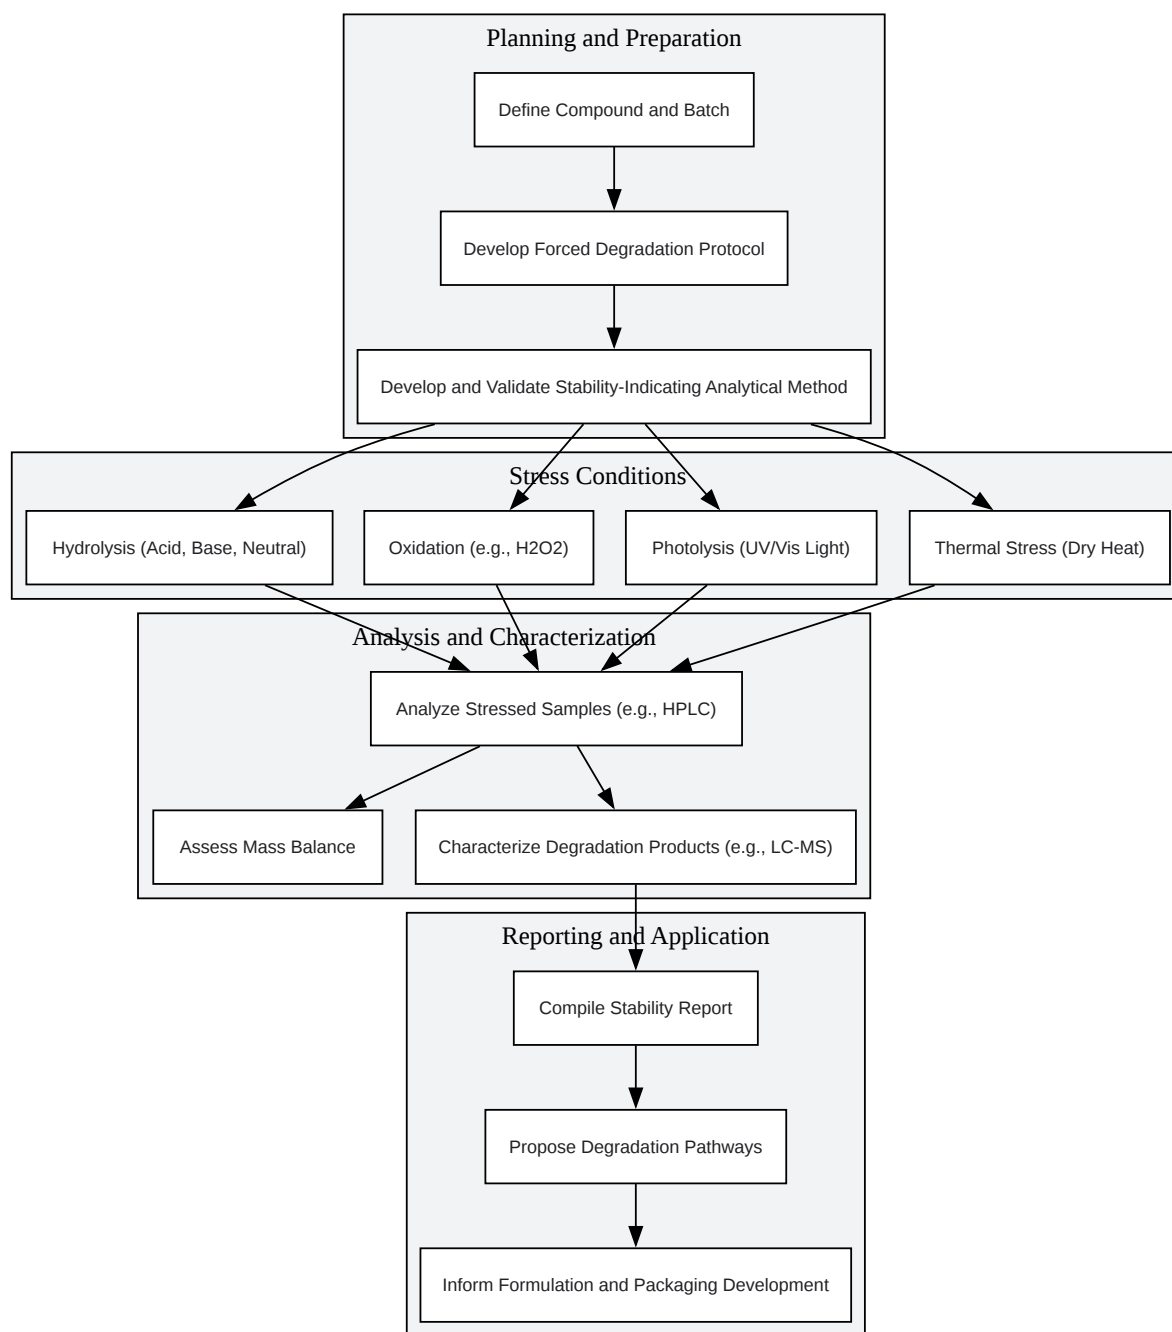 Planning and Preparation
Define Compound and Batch
Develop Forced Degradation Protocol
Develop and Validate Stability-Indicating Analytical Method
Stress Conditions
Hydrolysis (Acid, Base, Neutral)
Oxidation (e.g., H2O2)
Photolysis (UV/Vis Light)
Thermal Stress (Dry Heat)
Analysis and Characterization
Analyze Stressed Samples (e.g., HPLC)
Assess Mass Balance
Characterize Degradation Products (e.g., LC-MS)
Reporting and Application
Compile Stability Report
Propose Degradation Pathways
Inform Formulation and Packaging Development